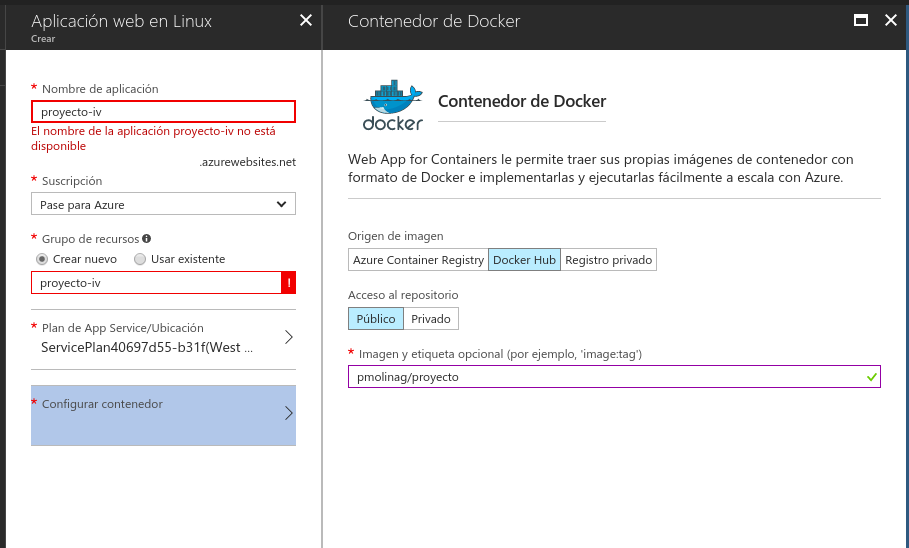 Aplicación web en Linux
Crear
Nombre de aplicación
proyecto-iv
El nombre de la aplicación proyecto-iv no está
disponible
.azurewebsites.net
Suscripción
Pase para Azure
Grupo de recursos
Crear nuevo Usar existente
proyecto-iv
Plan de App Service/Ubicación
ServicePlan40697d55-b31f(West ...
Configurar contenedor
Contenedor de Docker
docker
Contenedor de Docker
Web App for Containers le permite traer sus propias imágenes de contenedor con
formato de Docker e implementarlas y ejecutarlas fácilmente a escala con Azure.
Origen de imagen
Azure Container Registry Docker Hub Registro privado
Acceso al repositorio
Público Privado
* Imagen y etiqueta opcional (por ejemplo, 'image:tag')
pmolinag/proyecto